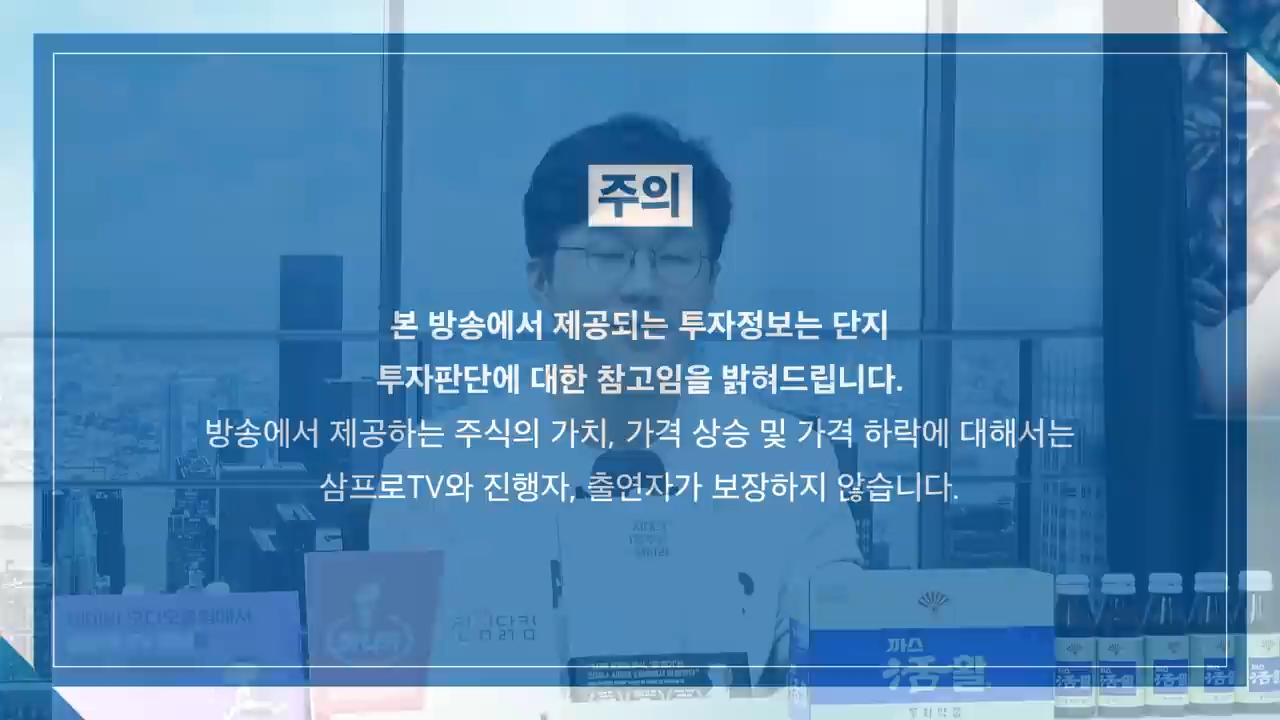 주의
본 방송에서 제공되는 투자정보는 단지
투자판단에 대한 참고임을 밝혀드립니다.
방송에서 제공하는 주식의 가치, 가격 상승 및 가격 하락에 대해서는
삼프로TV와 진행자, 출연자가 보장하지 않습니다.
까스
활